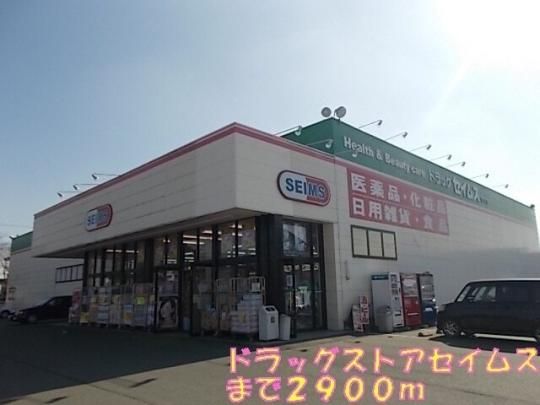 Health & Beauty care ドラッグ セイムス
SEIMS
医薬品・化粧品
日用雑貨・食品
SEIMS
ドラッグストアセイムス
まで2900m